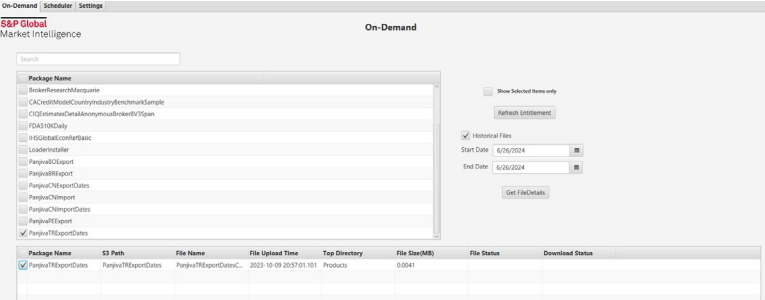 On-Demand Scheduler Settings
S&P Global
Market Intelligence
On-Demand
Search
Package Name
BrokerResearchMacquarie
CACreditModelCountryIndustryBenchmarkSample
CIQEstimatesDetailAnonymousBrokerBV3Span
FDA510KDaily
IHSGlobalEconRefBasic
LoaderInstaller
PanjivaBOExport
PanjivaBRExport
PanjivaCNExportDates
PanjivaCNImport
PanjivaCNImportDates
PanjivaPEExport
PanjivaTRExportDates
Show Selected Items only
Refresh Entitlement
Historical Files
Start Date 6/26/2024
End Date 6/26/2024
Get FileDetails
Package Name S3 Path File Name File Upload Time Top Directory File Size(MB) File Status Download Status
PanjivaTRExportDates PanjivaTRExportDates PanjivaTRExportDatesC... 2023-10-09 20:57:01.101 Products 0.0041